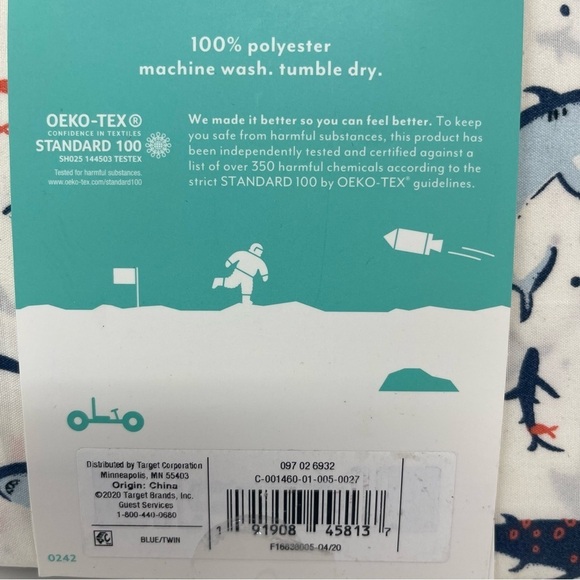 100% polyester
machine wash. tumble dry.
OEKO-TEX®
CONFIDENCE IN TEXTILES
STANDARD 100
SH025 144503 TESTEX
Tested for harmful substances.
www.oeko-tex.com/standard100
We made it better so you can feel better. To keep
you safe from harmful substances, this product has
been independently tested and certified against a
list of over 350 harmful chemicals according to the
strict STANDARD 100 by OEKO-TEX® guidelines.
Distributed by Target Corporation
Minneapolis, MN 55403
Origin: China
©2020 Target Brands, Inc.
Guest Services
1-800-440-0680
BLUE/TWIN
097 02 6932
C-001460-01-005-0027
1 91908 45813 7
0242